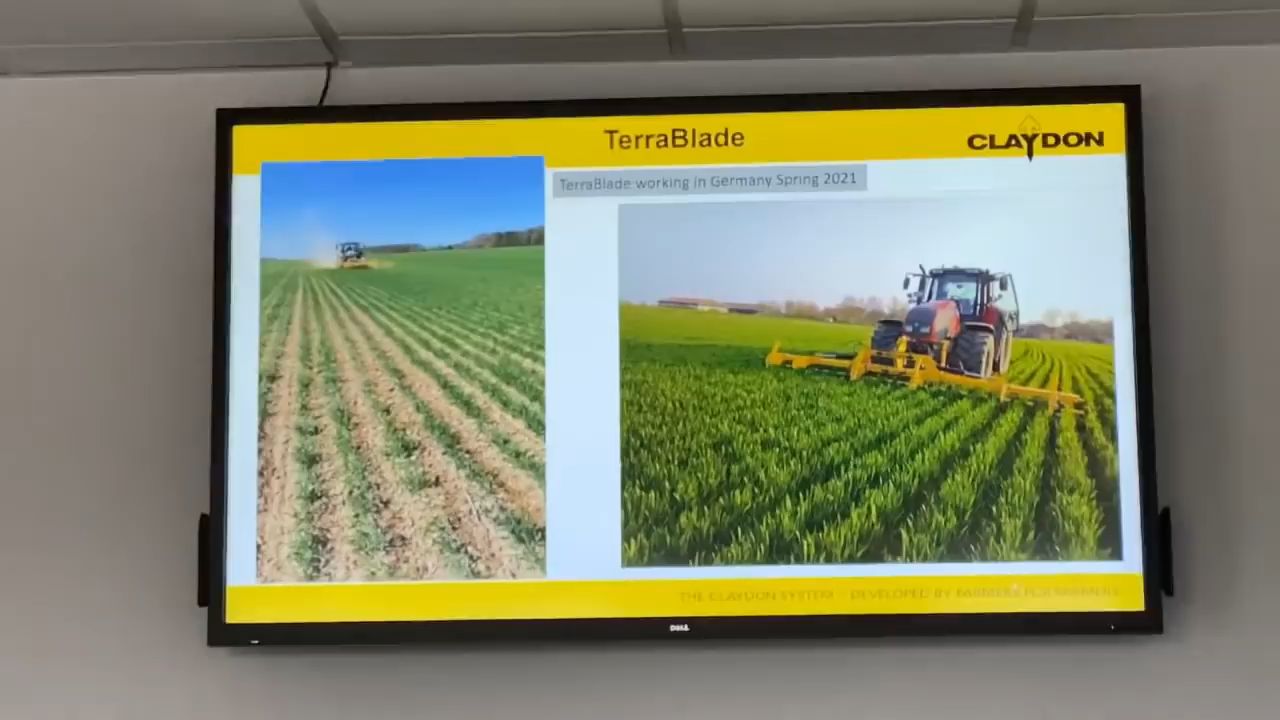 TerraBlade
CLAYDON
TerraBlade working in Germany Spring 2021
THE CLAYDON SYSTEM - DEVELOPED BY FARMERS FOR FARMERS
DELL